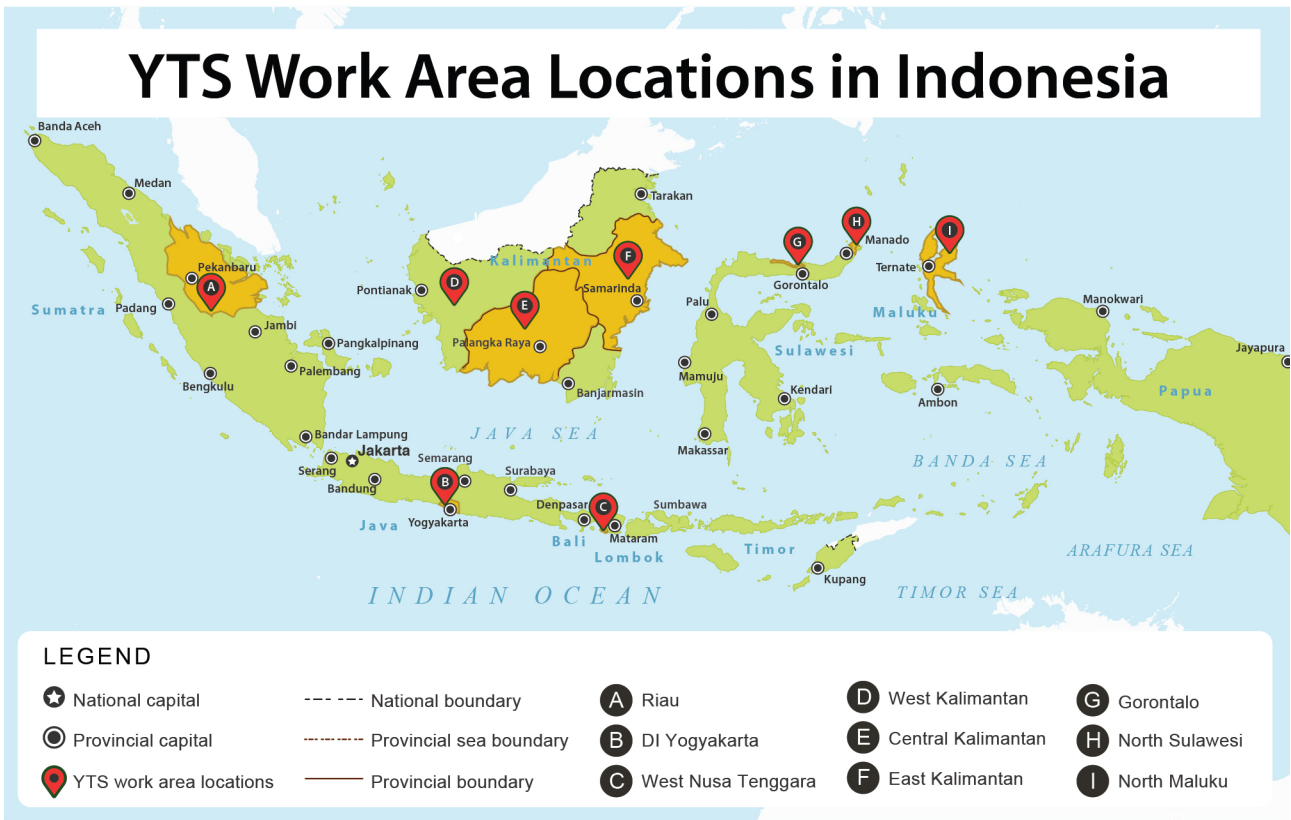 YTS Work Area Locations in Indonesia
Banda Aceh
Medan
Tarakan
Pekanbaru
A
Sumatra
Padang
Jambi
Pangkalpinang
Palembang
Bengkulu
Bandar Lampung
Kalimantan
Pontianak
D
E
F
Samarinda
Palangka Raya
Banjarmasin
G
H
I
Manado
Gorontalo
Ternate
Palu
Maluku
Sulawesi
Mamuju
Kendari
Makassar
Manokwari
Jayapura
Papua
Ambon
JAVA SEA
BANDA SEA
Jakarta
Serang
Bandung
Semarang
B
Surabaya
Yogyakarta
Java
Denpasar
C
Sumbawa
Mataram
Bali
Lombok
Timor
Kupang
ARAFURA SEA
TIMOR SEA
INDIAN OCEAN
LEGEND
National capital
Provincial capital
YTS work area locations
National boundary
Provincial sea boundary
Provincial boundary
A Riau
B DI Yogyakarta
C West Nusa Tenggara
D West Kalimantan
E Central Kalimantan
F East Kalimantan
G Gorontalo
H North Sulawesi
I North Maluku